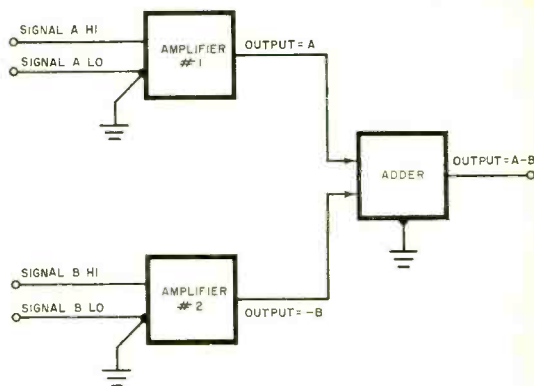 SIGNAL A HI
SIGNAL A LO
AMPLIFIER
#1
OUTPUT=A
ADDER
OUTPUT=A-B
SIGNAL B HI
SIGNAL B LO
AMPLIFIER
#2
OUTPUT=-B